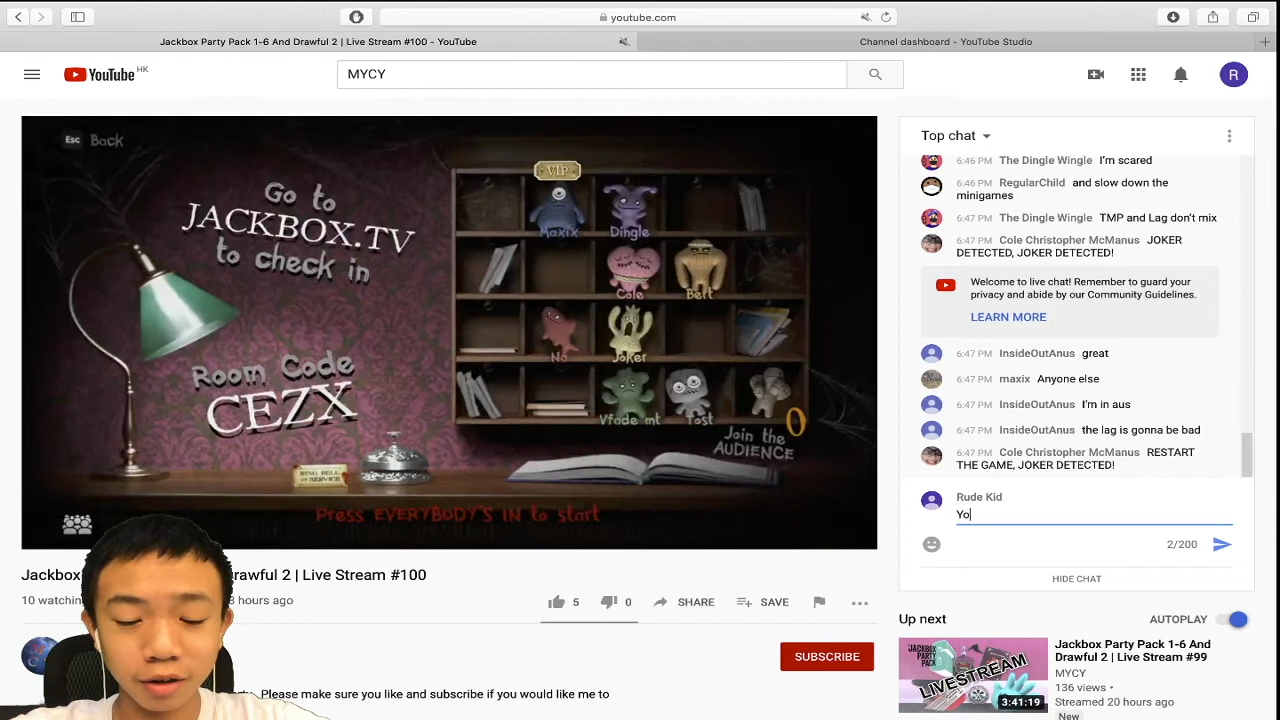 youtube.com
Jackbox Party Pack 1-6 And Drawful 2 | Live Stream #100 - YouTube
Channel dashboard - YouTube Studio
YouTube HK
MYCY
R
Esc Back
Go to
JACKBOX.TV
to check in
Room Code
CEZX
VIP
Maxix
Dingle
Cole
Bert
No
Joker
Vfade mt
Tost
0
Join the
AUDIENCE
RING BELL
for SERVICE
Press EVERYBODY'S IN to start
Jackbox
rawful 2 | Live Stream #100
10 watching
3 hours ago
5
0
SHARE
SAVE
SUBSCRIBE
Please make sure you like and subscribe if you would like me to
Top chat
6:46 PM The Dingle Wingle I'm scared
6:46 PM RegularChild and slow down the
minigames
6:47 PM The Dingle Wingle TMP and Lag don't mix
6:47 PM Cole Christopher McManus JOKER
DETECTED, JOKER DETECTED!
Welcome to live chat! Remember to guard your
privacy and abide by our Community Guidelines.
LEARN MORE
6:47 PM InsideOutAnus great
6:47 PM maxix Anyone else
6:47 PM InsideOutAnus I'm in aus
6:47 PM InsideOutAnus the lag is gonna be bad
6:47 PM Cole Christopher McManus RESTART
THE GAME, JOKER DETECTED!
Rude Kid
Yo
2/200
HIDE CHAT
Up next
AUTOPLAY
JACKBOX
PARTY
PACK
LIVESTREAM
3:41:19
Jackbox Party Pack 1-6 And
Drawful 2 | Live Stream #99
MYCY
136 views •
Streamed 20 hours ago
New